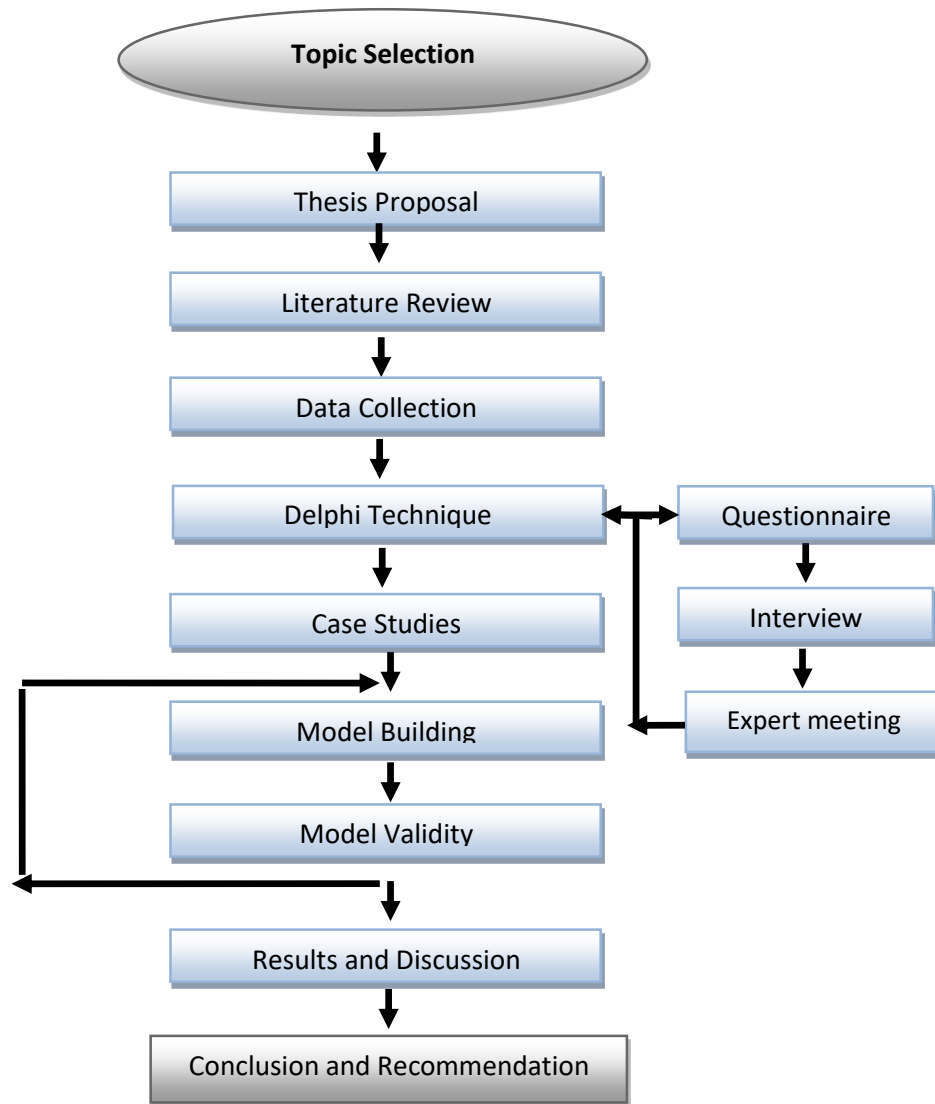 Topic Selection
Thesis Proposal
Literature Review
Data Collection
Delphi Technique
Questionnaire
Case Studies
Interview
Model Building
Expert meeting
Model Validity
Results and Discussion
Conclusion and Recommendation